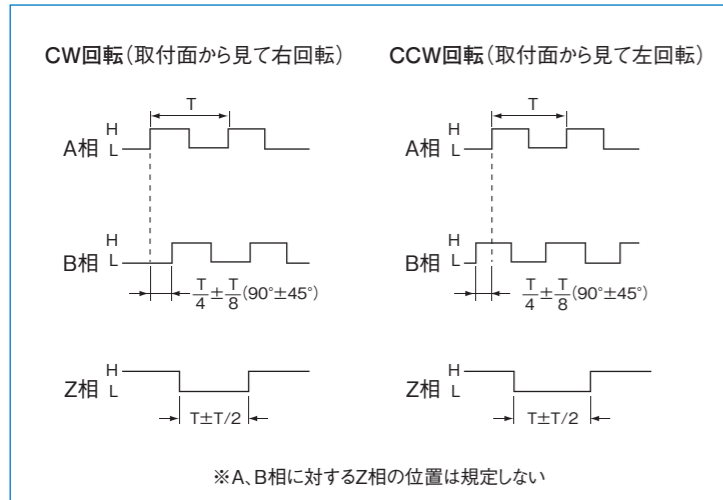 CW回転(取付面から見て右回転)
T
A相 H L
B相 H L
T/4±T/8(90°±45°)
Z相 H L
T±T/2
CCW回転(取付面から見て左回転)
T
A相 H L
B相 H L
T/4±T/8(90°±45°)
Z相 H L
T±T/2
※A、B相に対するZ相の位置は規定しない